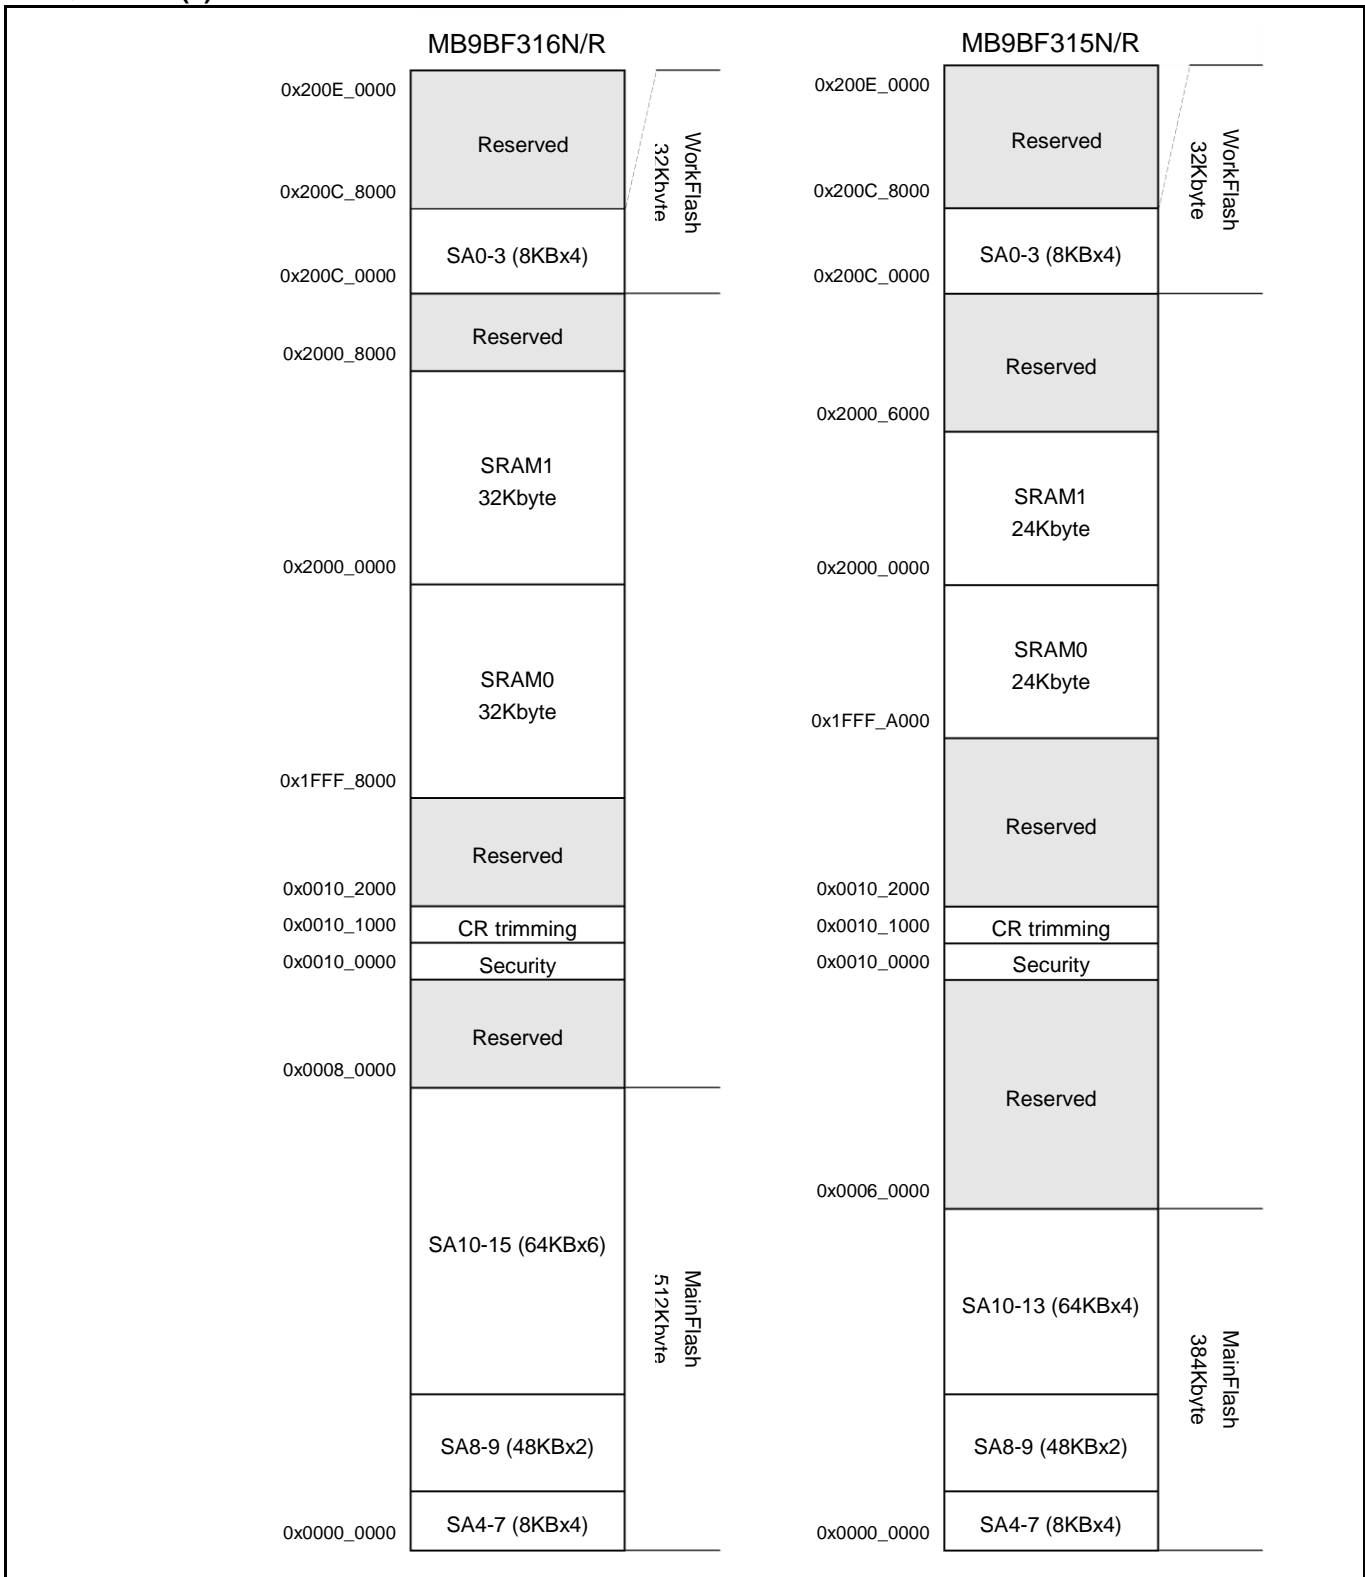 MB9BF316N/R
0x200E_0000
Reserved
0x200C_8000
SA0-3 (8KBx4)
0x200C_0000
Reserved
0x2000_8000
SRAM1
32Kbyte
0x2000_0000
SRAM0
32Kbyte
0x1FFF_8000
Reserved
0x0010_2000
CR trimming
0x0010_1000
Security
0x0010_0000
Reserved
0x0008_0000
SA10-15 (64KBx6)
SA8-9 (48KBx2)
SA4-7 (8KBx4)
0x0000_0000
WorkFlash
32Kbyte
MainFlash
512Kbyte
MB9BF315N/R
0x200E_0000
Reserved
0x200C_8000
SA0-3 (8KBx4)
0x200C_0000
Reserved
0x2000_6000
SRAM1
24Kbyte
0x2000_0000
SRAM0
24Kbyte
0x1FFF_A000
Reserved
0x0010_2000
CR trimming
0x0010_1000
Security
0x0010_0000
Reserved
0x0006_0000
SA10-13 (64KBx4)
SA8-9 (48KBx2)
SA4-7 (8KBx4)
0x0000_0000
WorkFlash
32Kbyte
MainFlash
384Kbyte